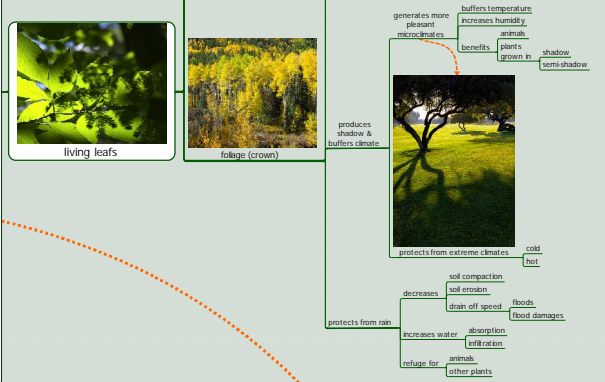 living leafs
foliage (crown)
produces
shadow &
buffers climate
generates more
pleasant
microclimates
buffers temperature
increases humidity
benefits
animals
plants
grown in
shadow
semi-shadow
protects from extreme climates
cold
hot
protects from rain
decreases
soil compaction
soil erosion
drain off speed
floods
flood damages
increases water
absorption
infiltration
refuge for
animals
other plants